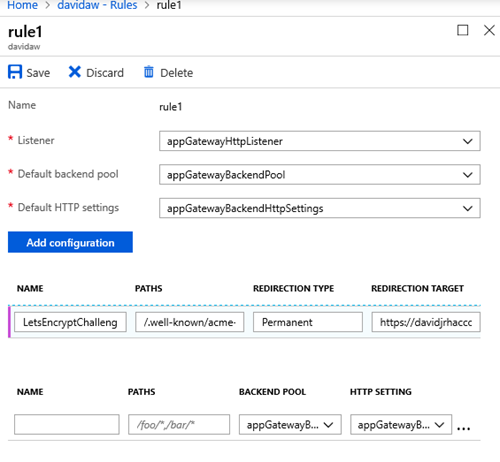 Home > davidaw - Rules > rule1
rule1
davidaw
Save Discard Delete
Name rule1
* Listener appGatewayHttpListener
* Default backend pool appGatewayBackendPool
* Default HTTP settings appGatewayBackendHttpSettings
Add configuration
NAME PATHS REDIRECTION TYPE REDIRECTION TARGET
LetsEncryptChalleng /.well-known/acme- Permanent https://davidjrhaccc
NAME PATHS BACKEND POOL HTTP SETTING
/foo/*,/bar/* appGatewayB... appGatewayB... ...